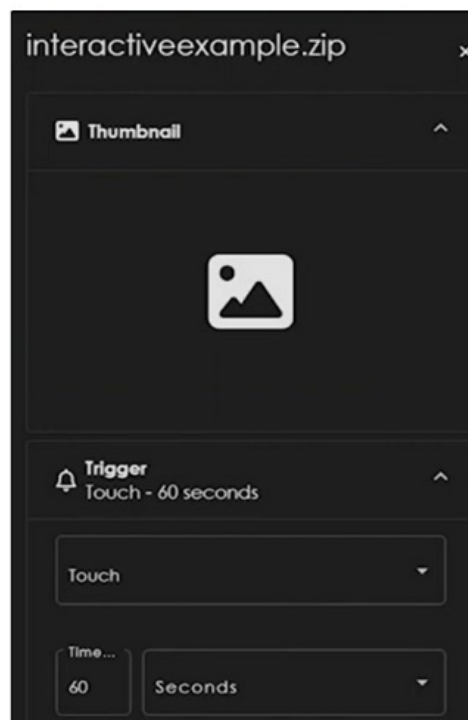 interactiveexample.zip
Thumbnail
Trigger
Touch - 60 seconds
Touch
Time...
60
Seconds